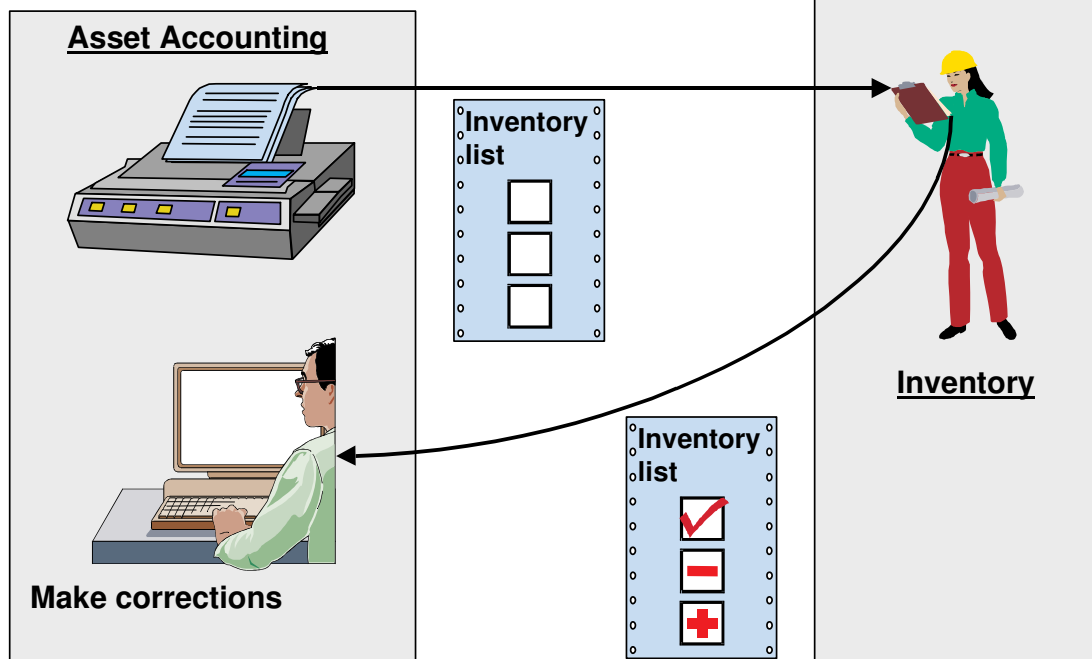 Asset Accounting
Inventory
list
Inventory
Inventory
list
Make corrections